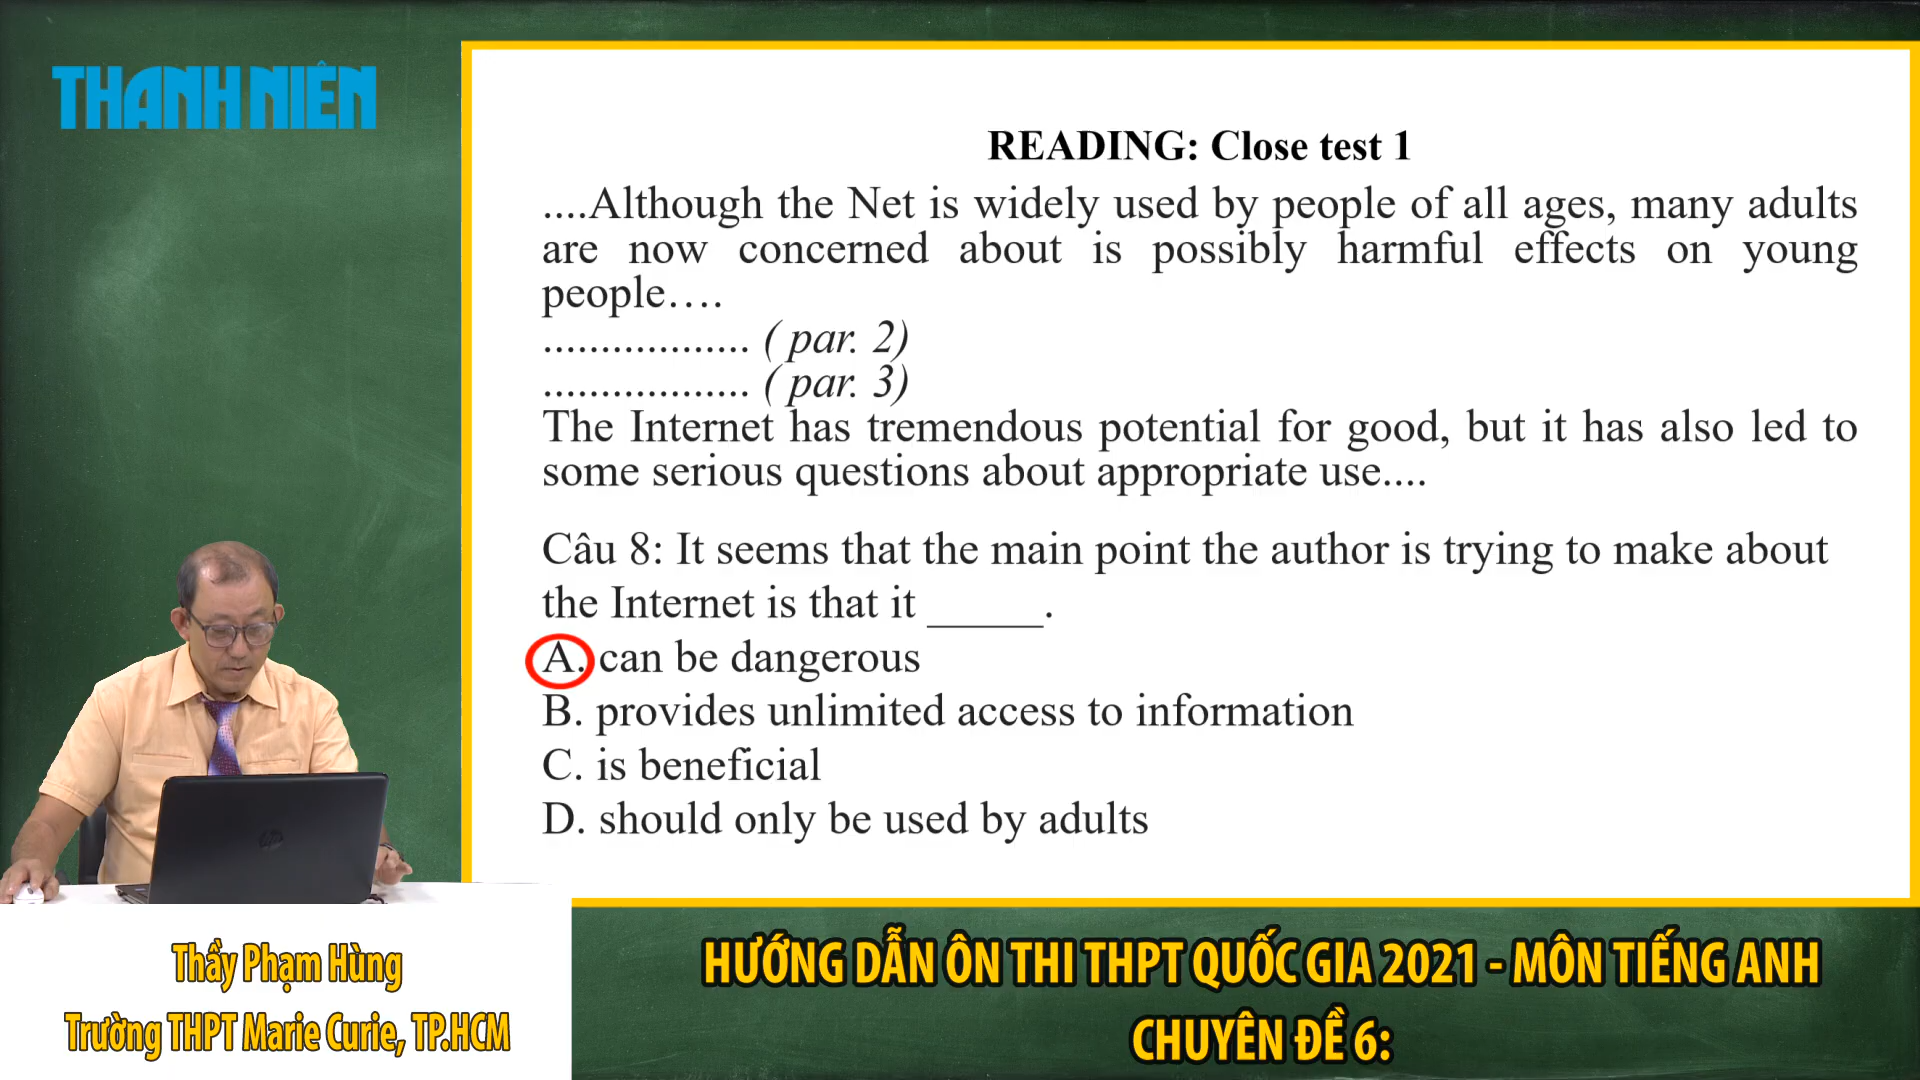 THANH NIÊN
READING: Close test 1
....Although the Net is widely used by people of all ages, many adults
are now concerned about is possibly harmful effects on young
people….
.................. ( par. 2)
.................. ( par. 3)
The Internet has tremendous potential for good, but it has also led to
some serious questions about appropriate use....
Câu 8: It seems that the main point the author is trying to make about
the Internet is that it _____.
A. can be dangerous
B. provides unlimited access to information
C. is beneficial
D. should only be used by adults
Thầy Phạm Hùng
Trường THPT Marie Curie, TP.HCM
HƯỚNG DẪN ÔN THI THPT QUỐC GIA 2021 - MÔN TIẾNG ANH
CHUYÊN ĐỀ 6: